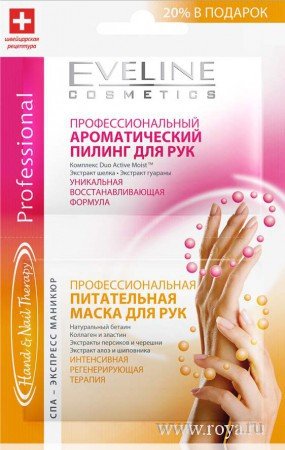 20% В ПОДАРОК
швейцарская
рецептура
EVELINE
COSMETICS
Professional
ПРОФЕССИОНАЛЬНЫЙ
АРОМАТИЧЕСКИЙ
ПИЛИНГ ДЛЯ РУК
Комплекс Duo Active Moist™
Экстракт шелка • Экстракт гуараны
УНИКАЛЬНАЯ
ВОССТАНАВЛИВАЮЩАЯ
ФОРМУЛА
Hand & Nail Therapy
СПА – ЭКСПРЕСС МАНИКЮР
ПРОФЕССИОНАЛЬНАЯ
ПИТАТЕЛЬНАЯ
МАСКА ДЛЯ РУК
Натуральный бетаин
Коллаген и эластин
Экстракты персиков и черешни
Экстракт алоэ и шиповника
ИНТЕНСИВНАЯ
РЕГЕНЕРИРУЮЩАЯ
ТЕРАПИЯ
www.roya.ru